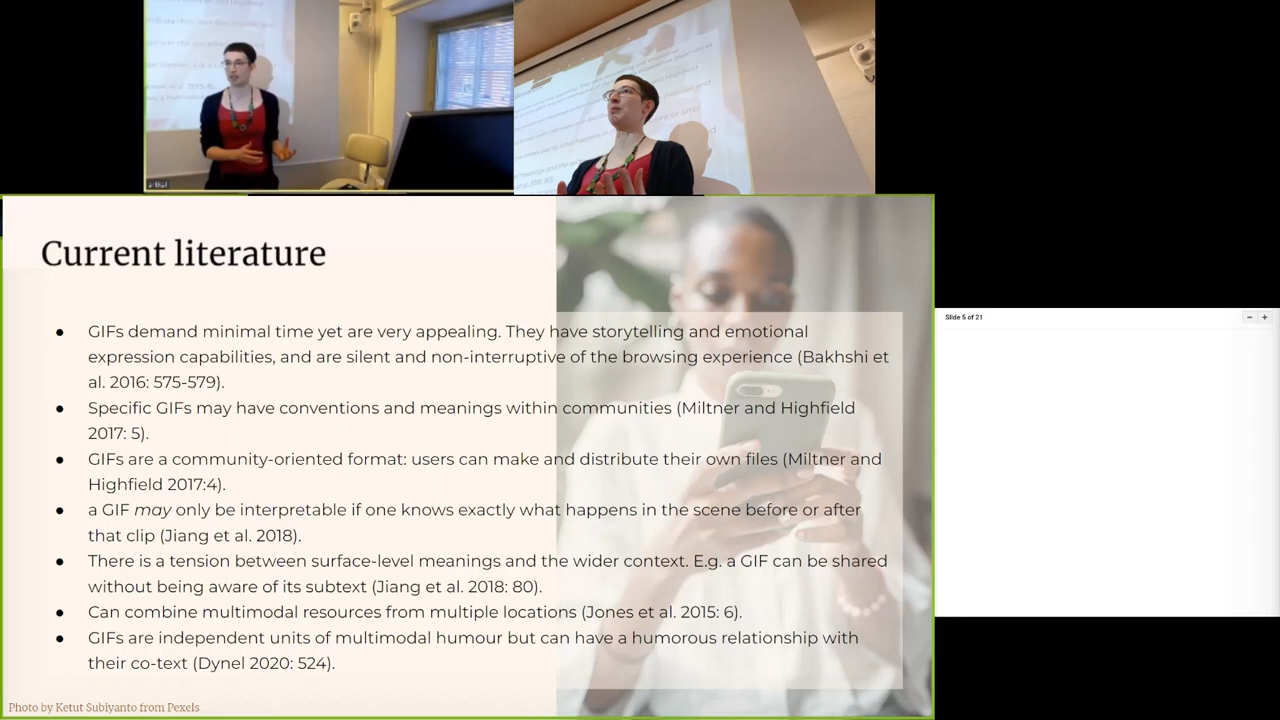 Current literature
● GIFs demand minimal time yet are very appealing. They have storytelling and emotional
expression capabilities, and are silent and non-interruptive of the browsing experience (Bakhshi et
al. 2016: 575-579).
● Specific GIFs may have conventions and meanings within communities (Miltner and Highfield
2017: 5).
● GIFs are a community-oriented format: users can make and distribute their own files (Miltner and
Highfield 2017:4).
● a GIF may only be interpretable if one knows exactly what happens in the scene before or after
that clip (Jiang et al. 2018).
● There is a tension between surface-level meanings and the wider context. E.g. a GIF can be shared
without being aware of its subtext (Jiang et al. 2018: 80).
● Can combine multimodal resources from multiple locations (Jones et al. 2015: 6).
● GIFs are independent units of multimodal humour but can have a humorous relationship with
their co-text (Dynel 2020: 524).
Photo by Ketut Subiyanto from Pexels
Slide 5 of 21